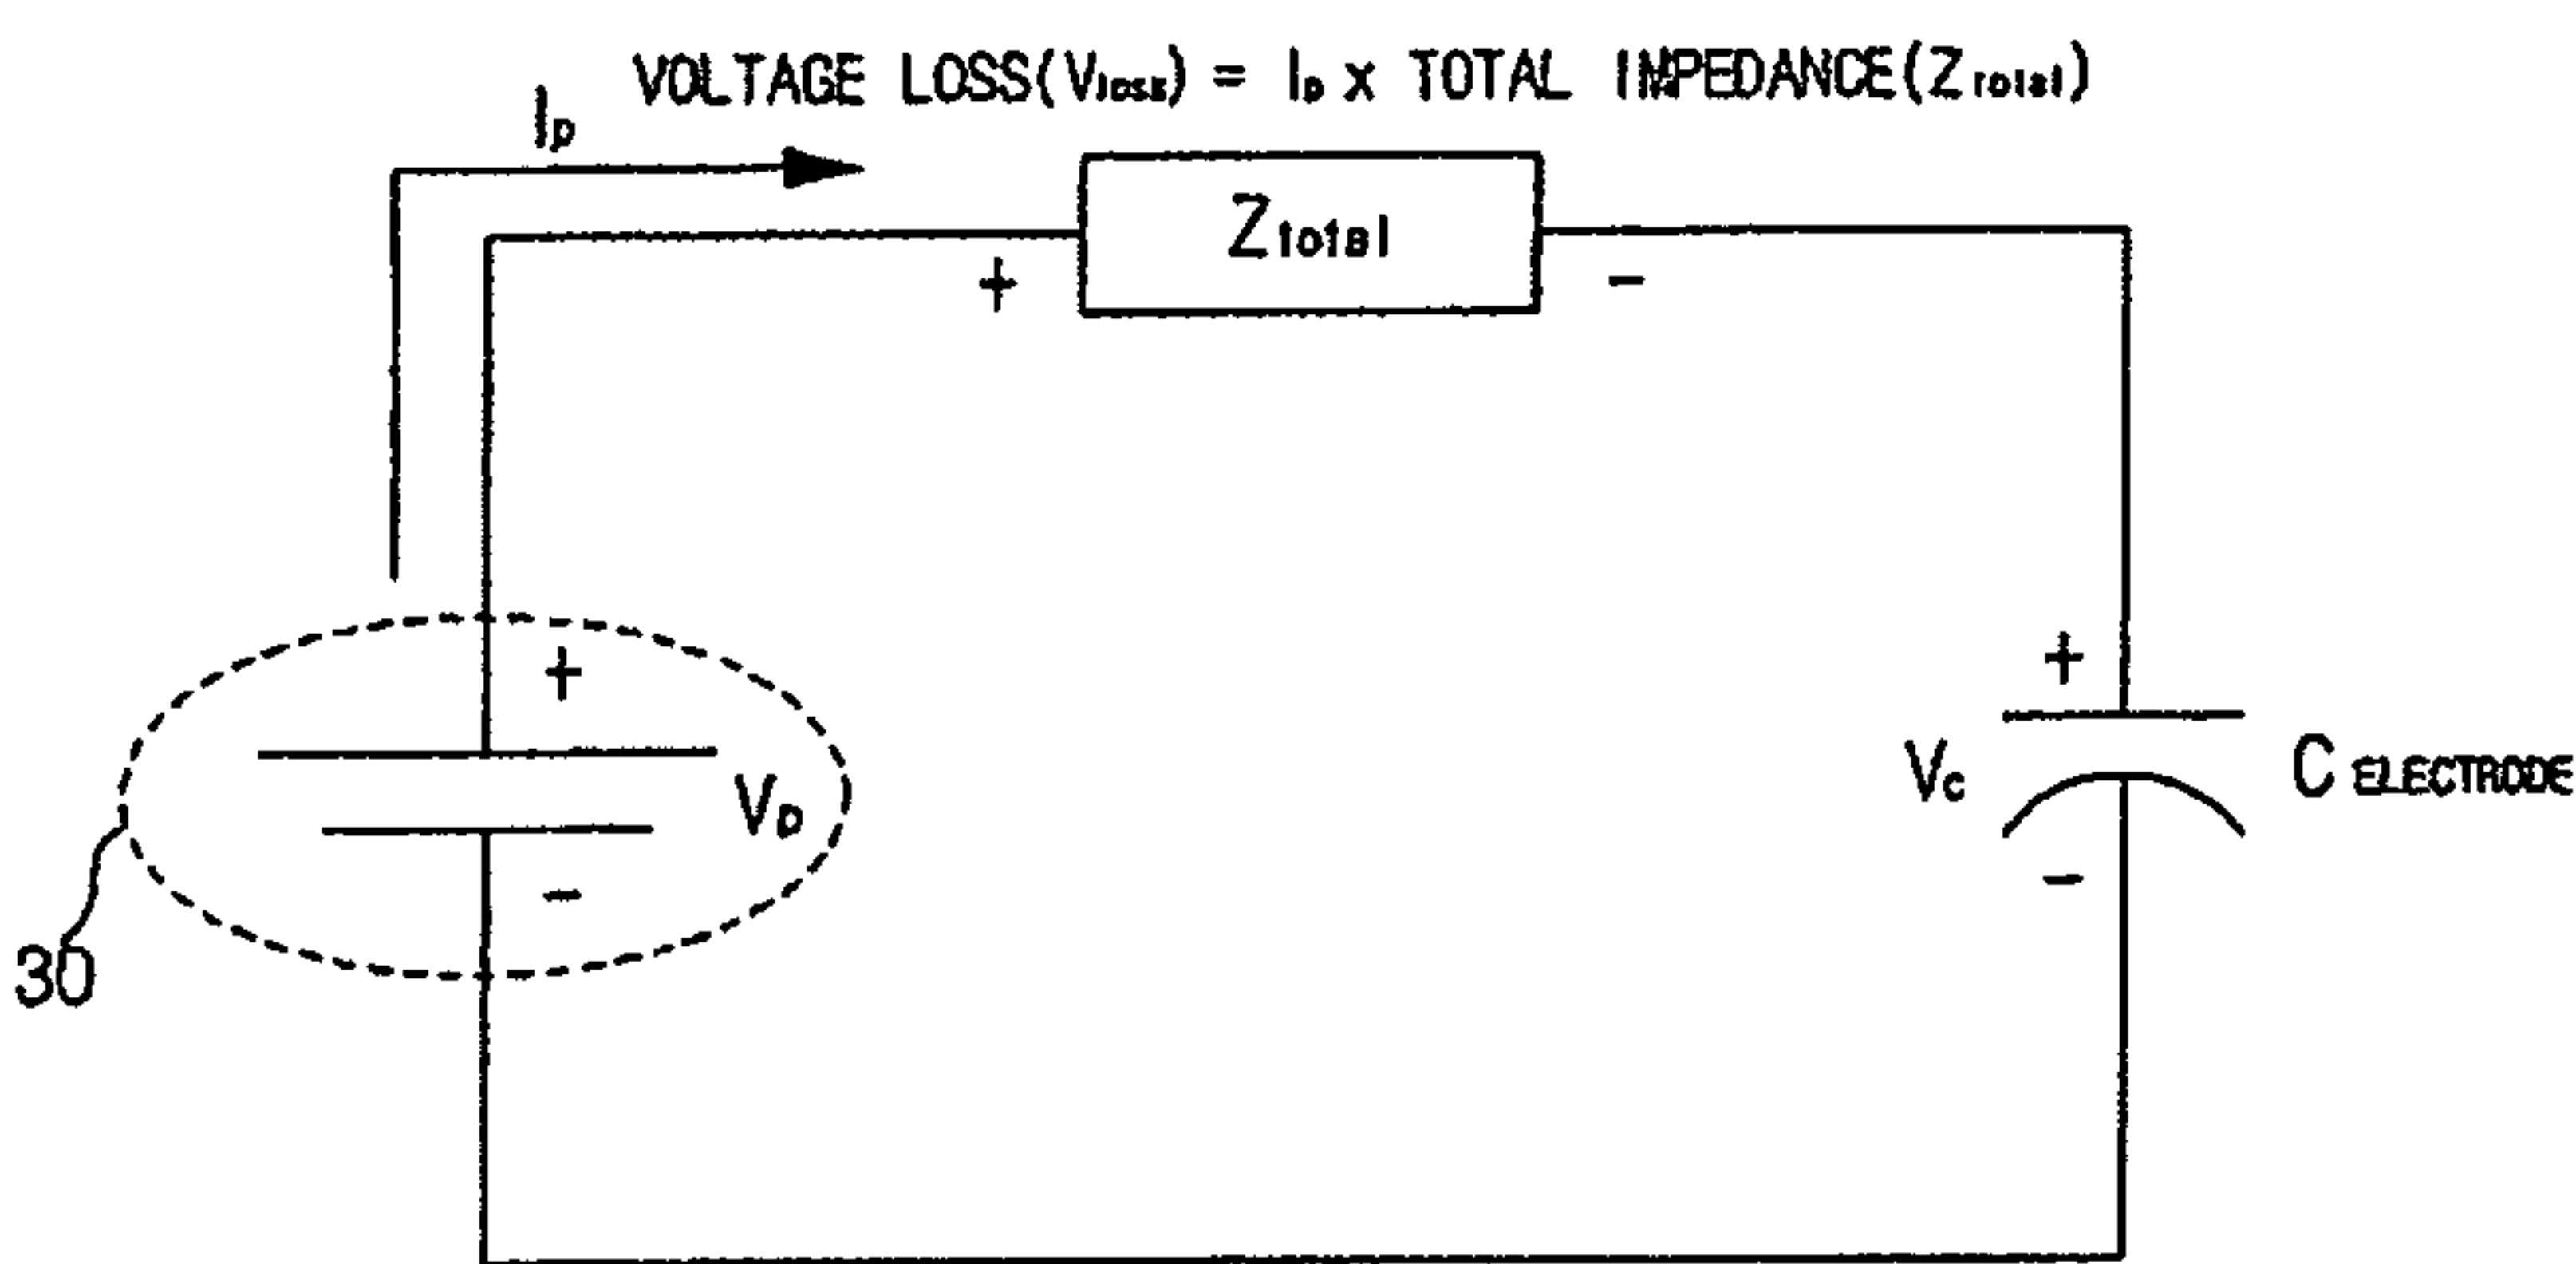 VOLTAGE LOSS(Vloss) = Ip x TOTAL IMPEDANCE(ZTotal)
Ip
Ztotal
+
-
+
VP
-
+
VC
C ELECTRODE
-
30